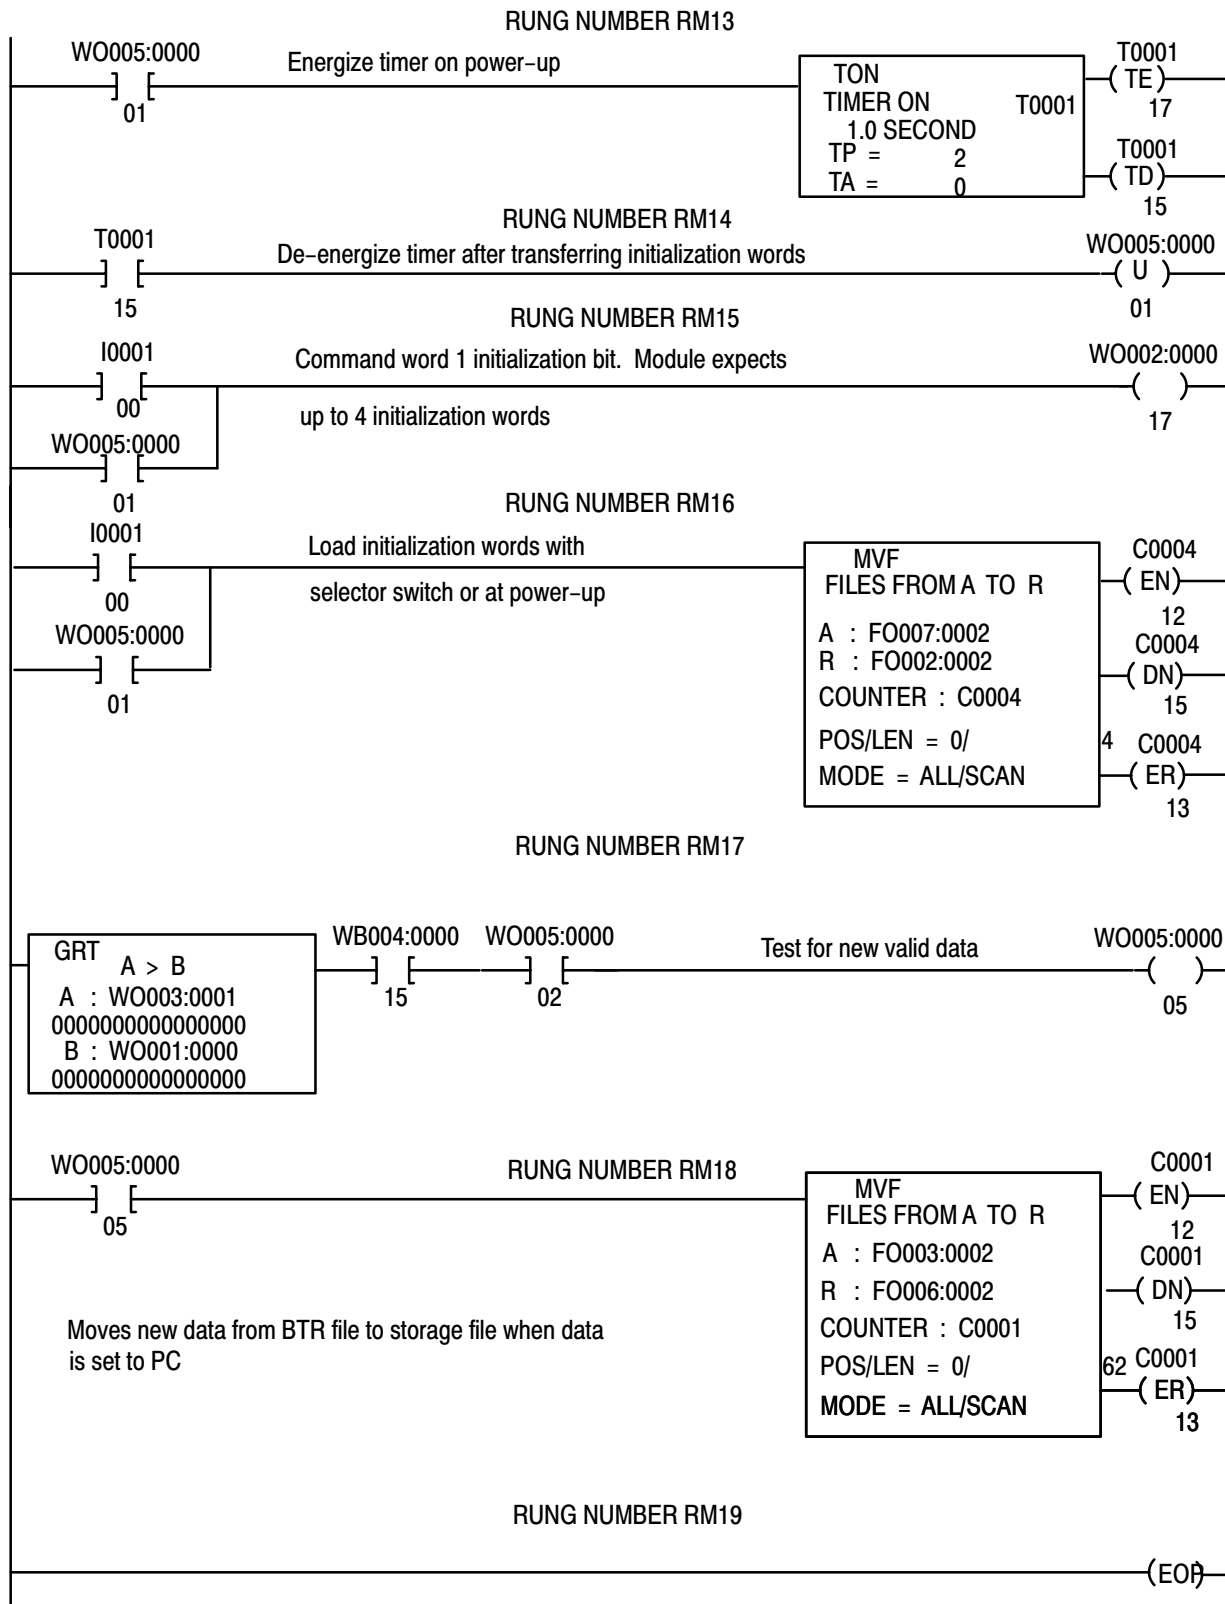 RUNG NUMBER RM13
WO005:0000
01
Energize timer on power-up
TON
TIMER ON
T0001
1.0 SECOND
TP = 2
TA = 0
T0001
TE
17
T0001
TD
15
RUNG NUMBER RM14
T0001
15
De-energize timer after transferring initialization words
WO005:0000
U
01
RUNG NUMBER RM15
I0001
00
Command word 1 initialization bit. Module expects
up to 4 initialization words
WO002:0000
17
WO005:0000
01
RUNG NUMBER RM16
I0001
00
Load initialization words with
selector switch or at power-up
WO005:0000
01
MVF
FILES FROM A TO R
A : FO007:0002
R : FO002:0002
COUNTER : C0004
POS/LEN = 0/ 4
MODE = ALL/SCAN
C0004
EN
12
C0004
DN
15
C0004
ER
13
RUNG NUMBER RM17
GRT
A > B
A : WO003:0001
0000000000000000
B : WO001:0000
0000000000000000
WB004:0000
15
WO005:0000
02
Test for new valid data
WO005:0000
05
RUNG NUMBER RM18
WO005:0000
05
Moves new data from BTR file to storage file when data
is set to PC
MVF
FILES FROM A TO R
A : FO003:0002
R : FO006:0002
COUNTER : C0001
POS/LEN = 0/ 62
MODE = ALL/SCAN
C0001
EN
12
C0001
DN
15
C0001
ER
13
RUNG NUMBER RM19
EOP